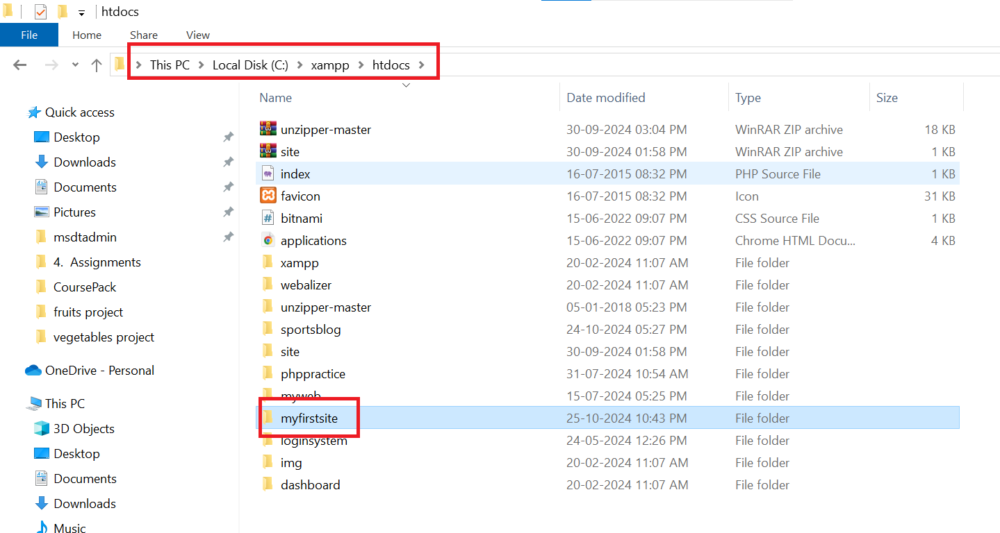 htdocs
File Home Share View
This PC Local Disk (C:) xampp htdocs
Name Date modified Type Size
Quick access
Desktop
Downloads
Documents
Pictures
msdtadmin
4. Assignments
CoursePack
fruits project
vegetables project
OneDrive - Personal
This PC
3D Objects
Desktop
Documents
Downloads
Music
unzipper-master 30-09-2024 03:04 PM WinRAR ZIP archive 18 KB
site 30-09-2024 01:58 PM WinRAR ZIP archive 1 KB
index 16-07-2015 08:32 PM PHP Source File 1 KB
favicon 16-07-2015 08:32 PM Icon 31 KB
bitnami 15-06-2022 09:07 PM CSS Source File 1 KB
applications 15-06-2022 09:07 PM Chrome HTML Docu... 4 KB
xampp 20-02-2024 11:07 AM File folder
webalizer 20-02-2024 11:07 AM File folder
unzipper-master 05-01-2018 05:23 PM File folder
sportsblog 24-10-2024 05:27 PM File folder
site 30-09-2024 01:58 PM File folder
phppractice 31-07-2024 10:54 AM File folder
myweb 15-07-2024 05:25 PM File folder
myfirstsite 25-10-2024 10:43 PM File folder
loginsystem 24-05-2024 12:26 PM File folder
img 20-02-2024 11:07 AM File folder
dashboard 20-02-2024 11:07 AM File folder